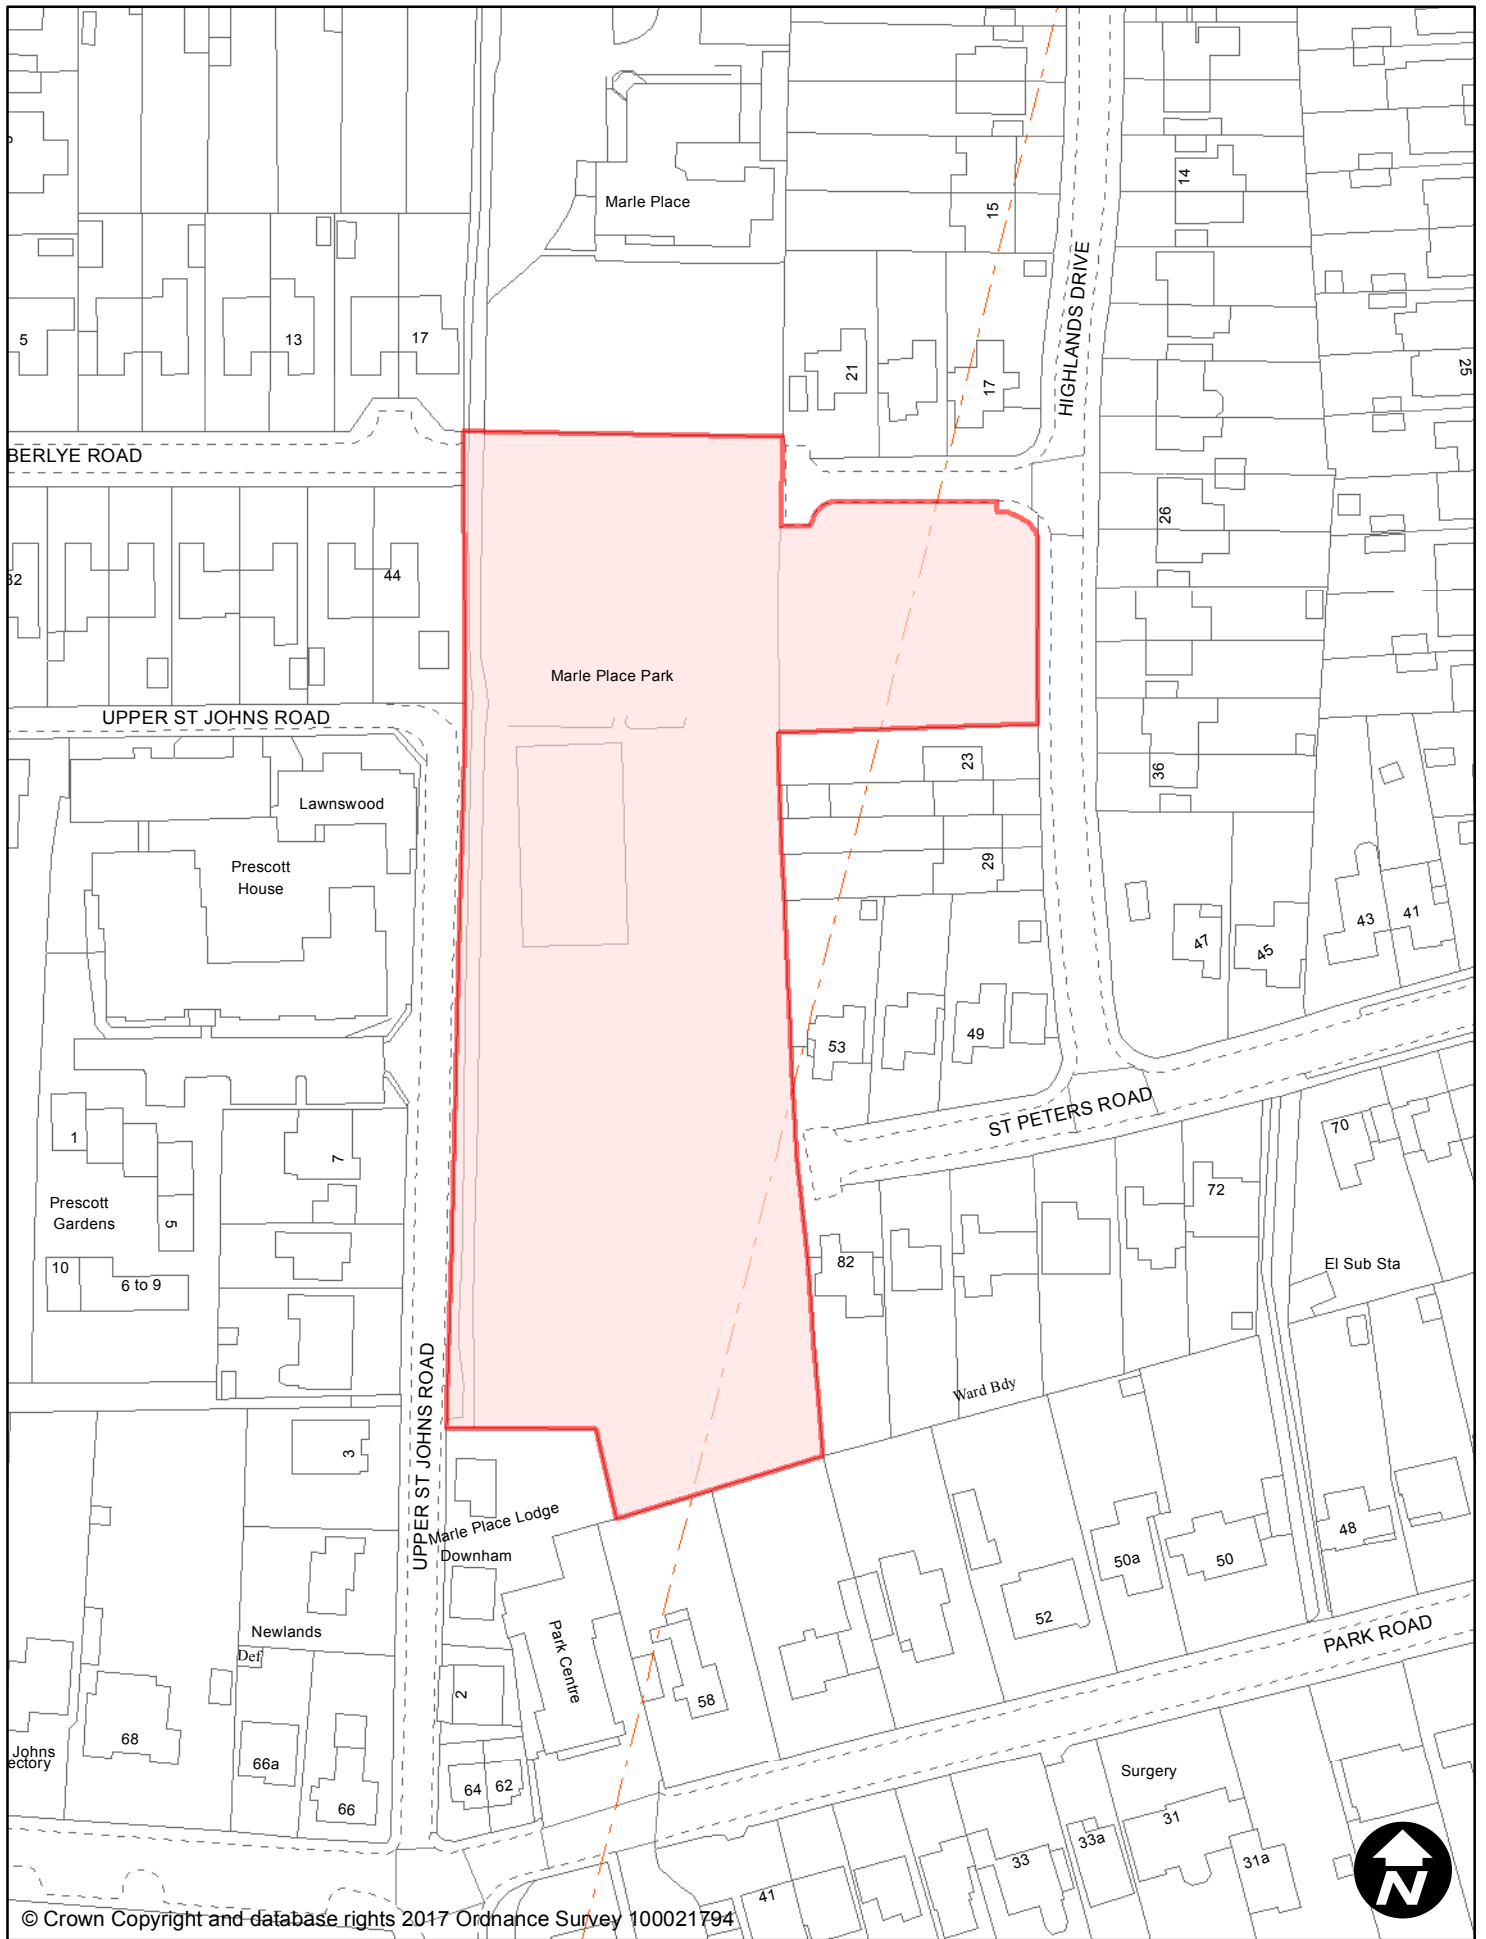 Marle Place
15
14
HIGHLANDS DRIVE
5
13
17
21
17
25
BERLYE ROAD
26
32
44
Marle Place Park
UPPER ST JOHNS ROAD
23
36
Lawnswood
Prescott
House
29
43
41
47
45
53
49
ST PETERS ROAD
1
7
70
Prescott
Gardens
5
72
10
6 to 9
82
El Sub Sta
UPPER ST JOHNS ROAD
Ward Bdy
3
Marle Place Lodge
Downham
48
50a
50
52
Newlands
Def
Park Centre
PARK ROAD
2
58
68
Johns
ectory
66a
64
62
66
Surgery
31
33a
33
31a
41
N
© Crown Copyright and database rights 2017 Ordnance Survey 100021794